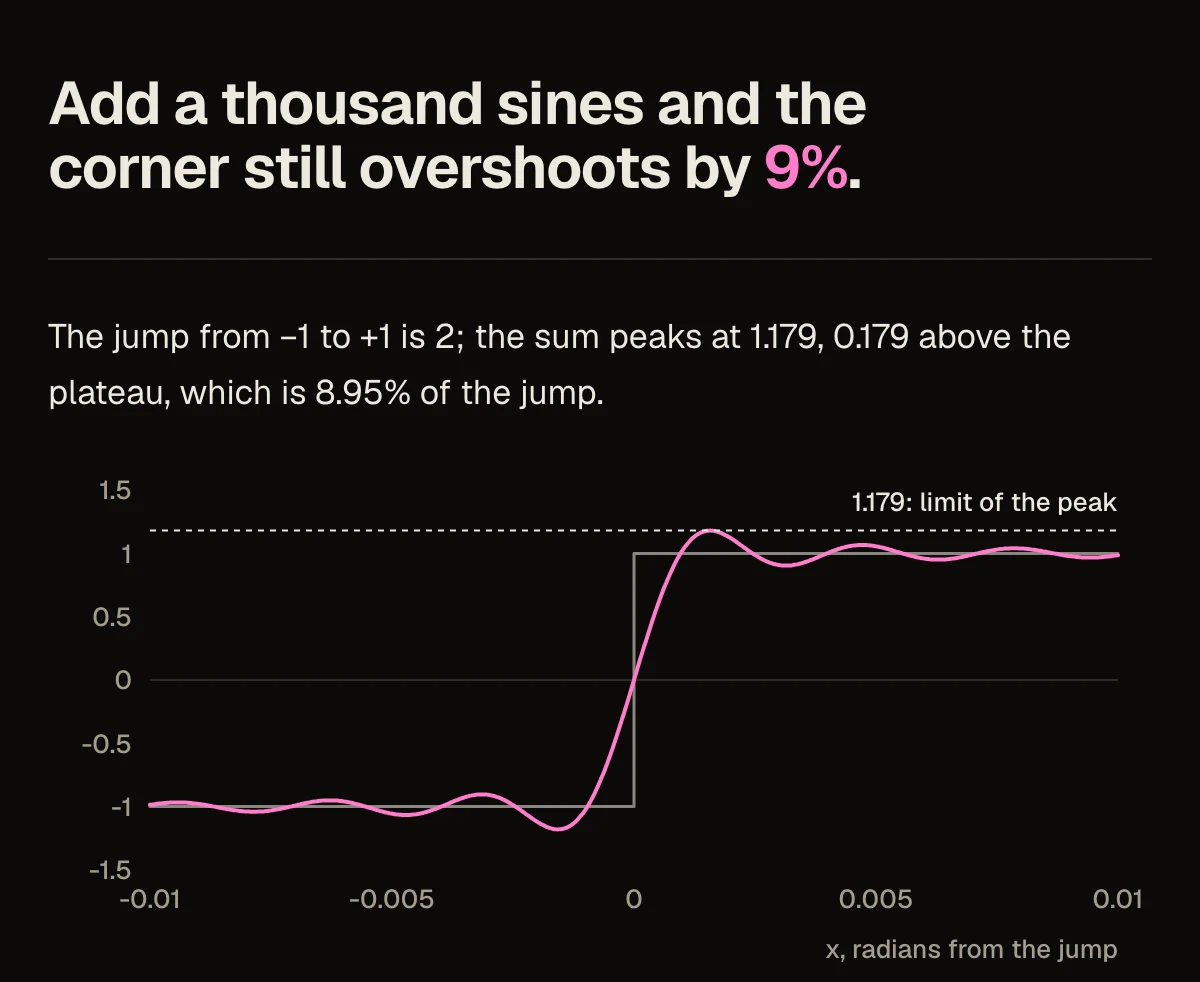 Add a thousand sines and the
corner still overshoots by 9%.
The jump from −1 to +1 is 2; the sum peaks at 1.179, 0.179 above the
plateau, which is 8.95% of the jump.
1.5
1.179: limit of the peak
1
0.5
0
-0.5
-1
-1.5
-0.01 -0.005 0 0.005 0.01
x, radians from the jump